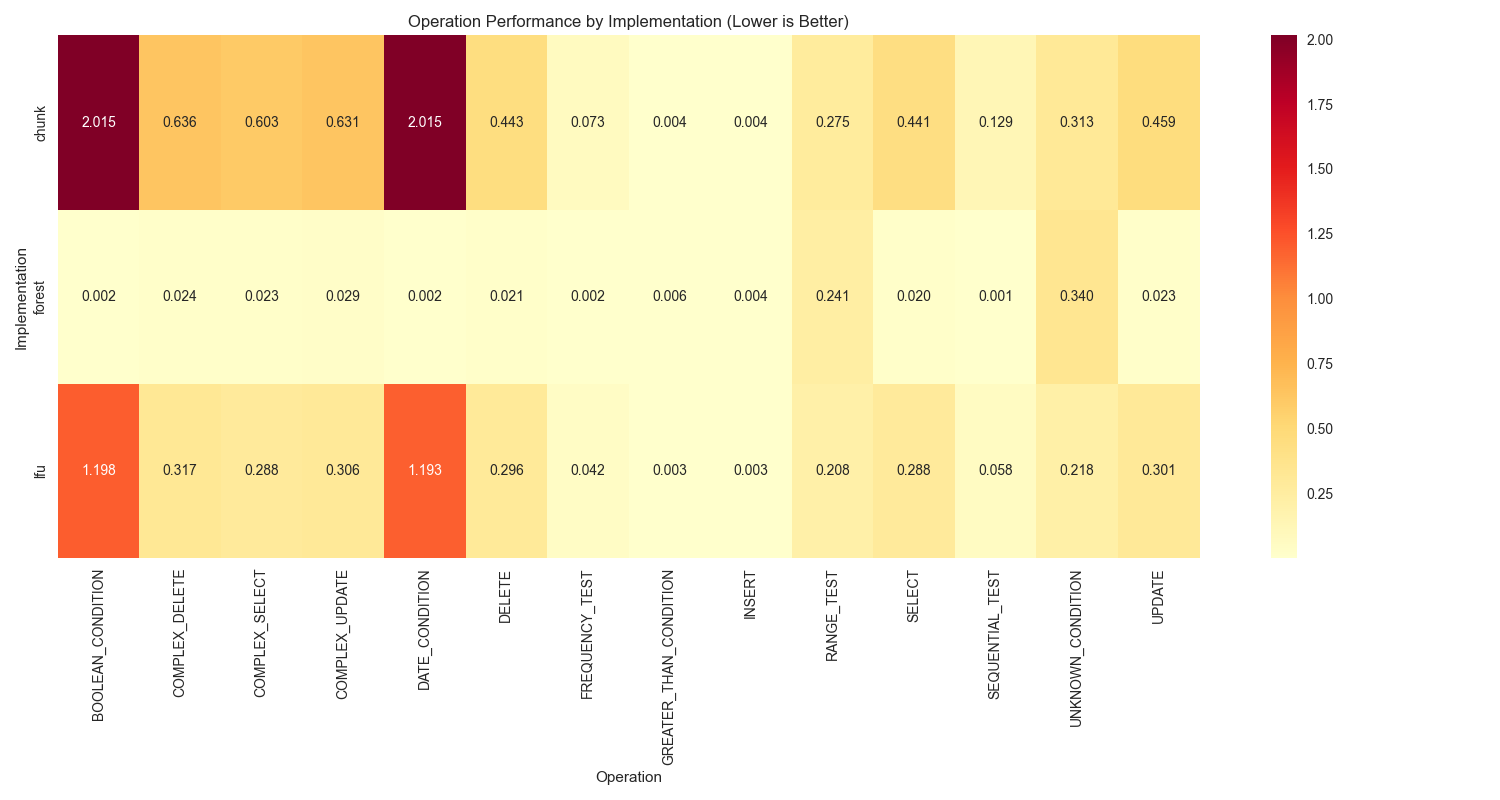 Operation Performance by Implementation (Lower is Better)
Implementation
chunk
2.015 0.636 0.603 0.631 2.015 0.443 0.073 0.004 0.004 0.275 0.441 0.129 0.313 0.459
forest
0.002 0.024 0.023 0.029 0.002 0.021 0.002 0.006 0.004 0.241 0.020 0.001 0.340 0.023
lfu
1.198 0.317 0.288 0.306 1.193 0.296 0.042 0.003 0.003 0.208 0.288 0.058 0.218 0.301
BOOLEAN_CONDITION
COMPLEX_DELETE
COMPLEX_SELECT
COMPLEX_UPDATE
DATE_CONDITION
DELETE
FREQUENCY_TEST
GREATER_THAN_CONDITION
INSERT
RANGE_TEST
SELECT
SEQUENTIAL_TEST
UNKNOWN_CONDITION
UPDATE
Operation
2.00
1.75
1.50
1.25
1.00
0.75
0.50
0.25